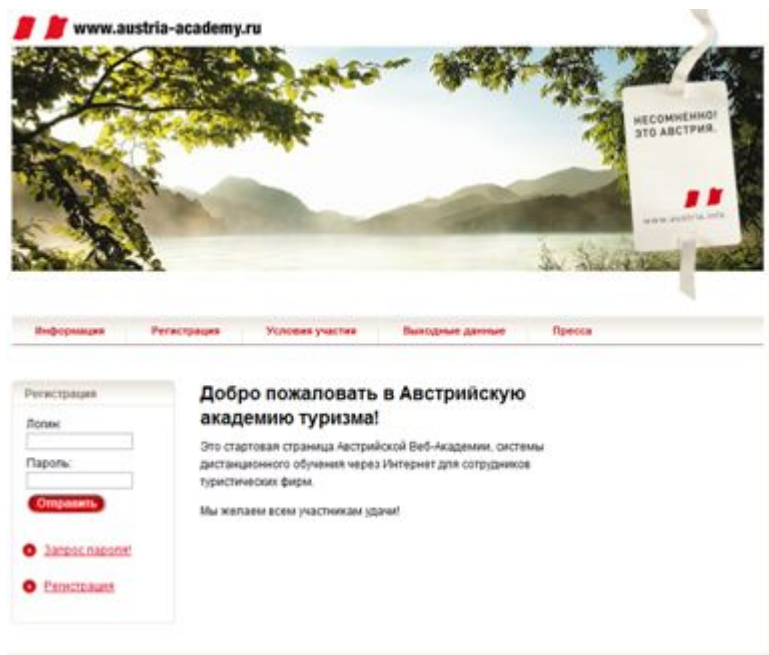 www.austria-academy.ru
НЕСОМНЕННО!
ЭТО АВСТРИЯ.
www.austria.info
Информация Регистрация Условия участия Выходные данные Пресса
Регистрация
Логин:
Пароль:
Отправить
Запрос пароля!
Регистрация
Добро пожаловать в Австрийскую
академию туризма!
Это стартовая страница Австрийской Веб-Академии, системы
дистанционного обучения через Интернет для сотрудников
туристических фирм.
Мы желаем всем участникам удачи!